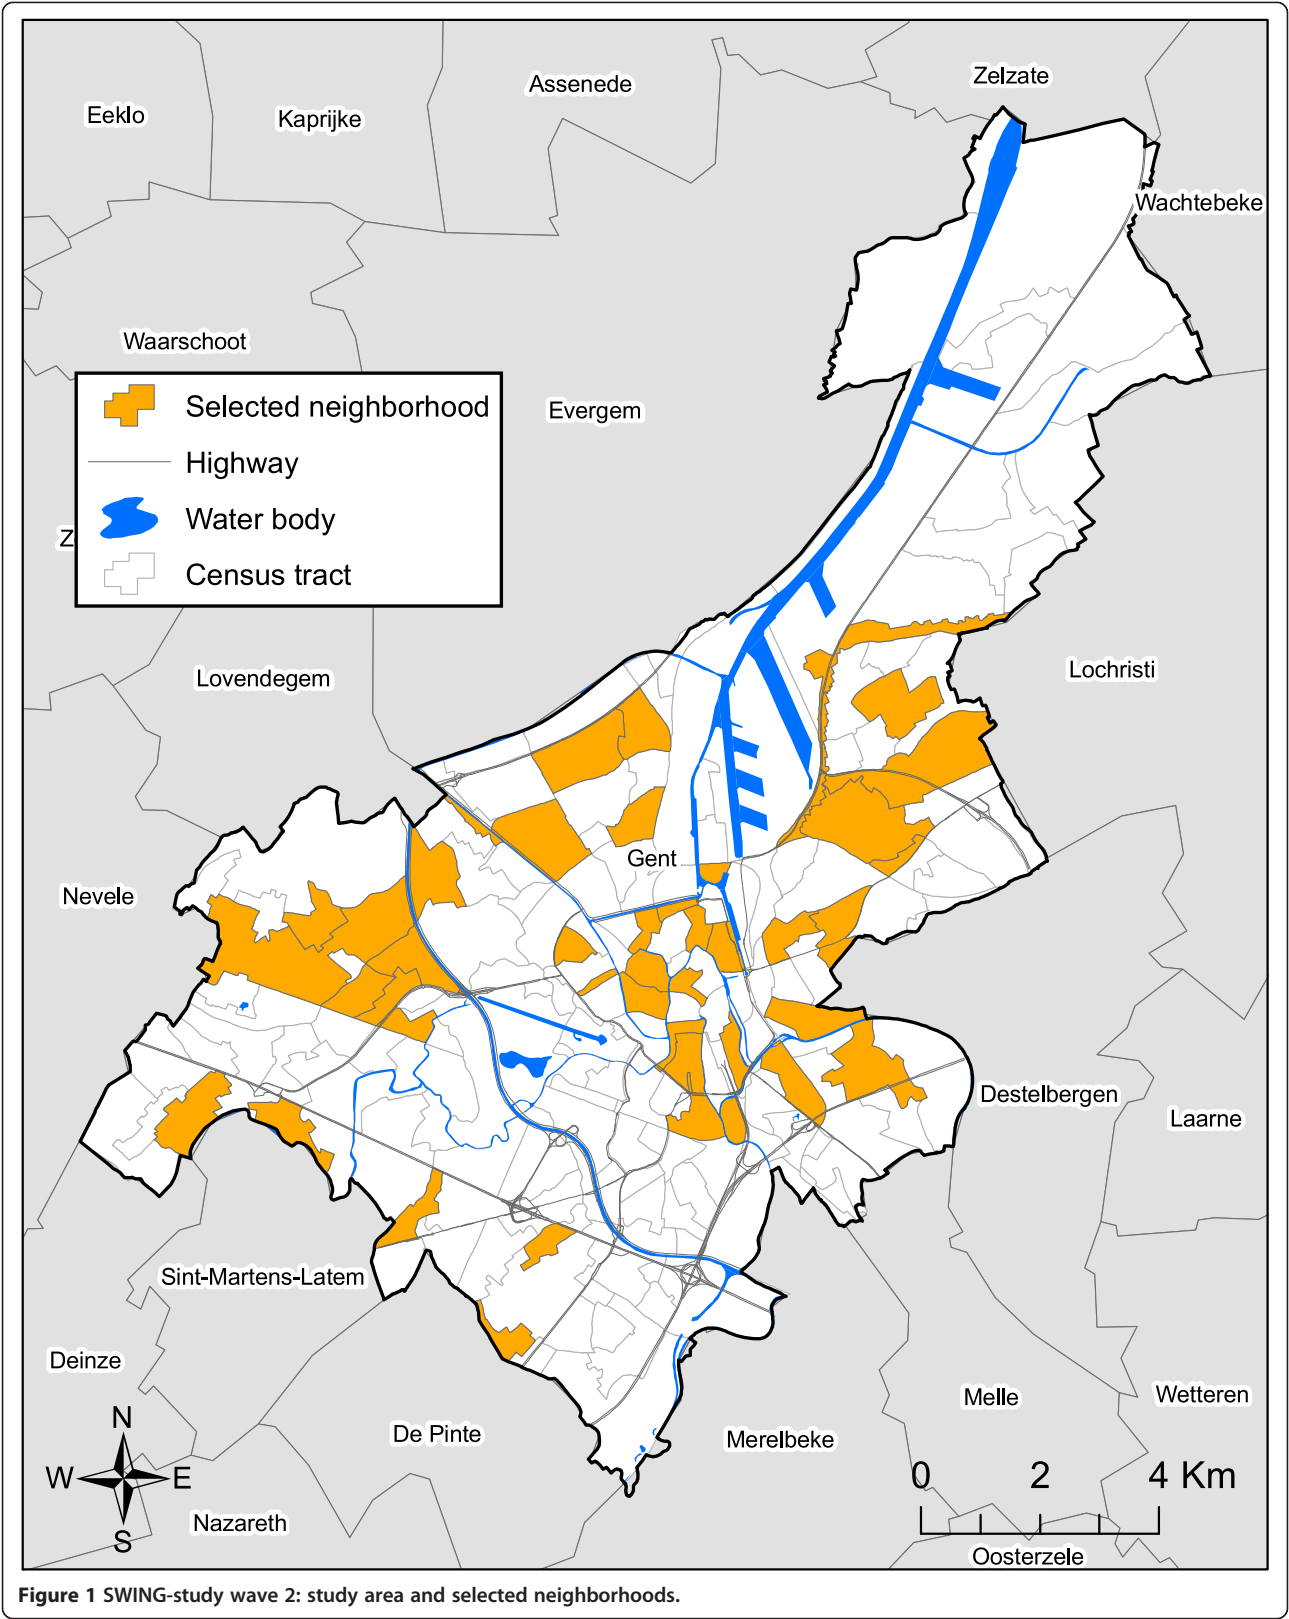 Zelzate
Assenede
Eeklo
Kaprijke
Wachtebeke
Waarschoot
Selected neighborhood
Highway
Water body
Census tract
Evergem
Z
Lovendegem
Lochristi
Gent
Nevele
Destelbergen
Laarne
Sint-Martens-Latem
Deinze
Melle
Wetteren
De Pinte
Merelbeke
N
W E
S
0 2 4 Km
Nazareth
Oosterzele
Figure 1 SWING-study wave 2: study area and selected neighborhoods.